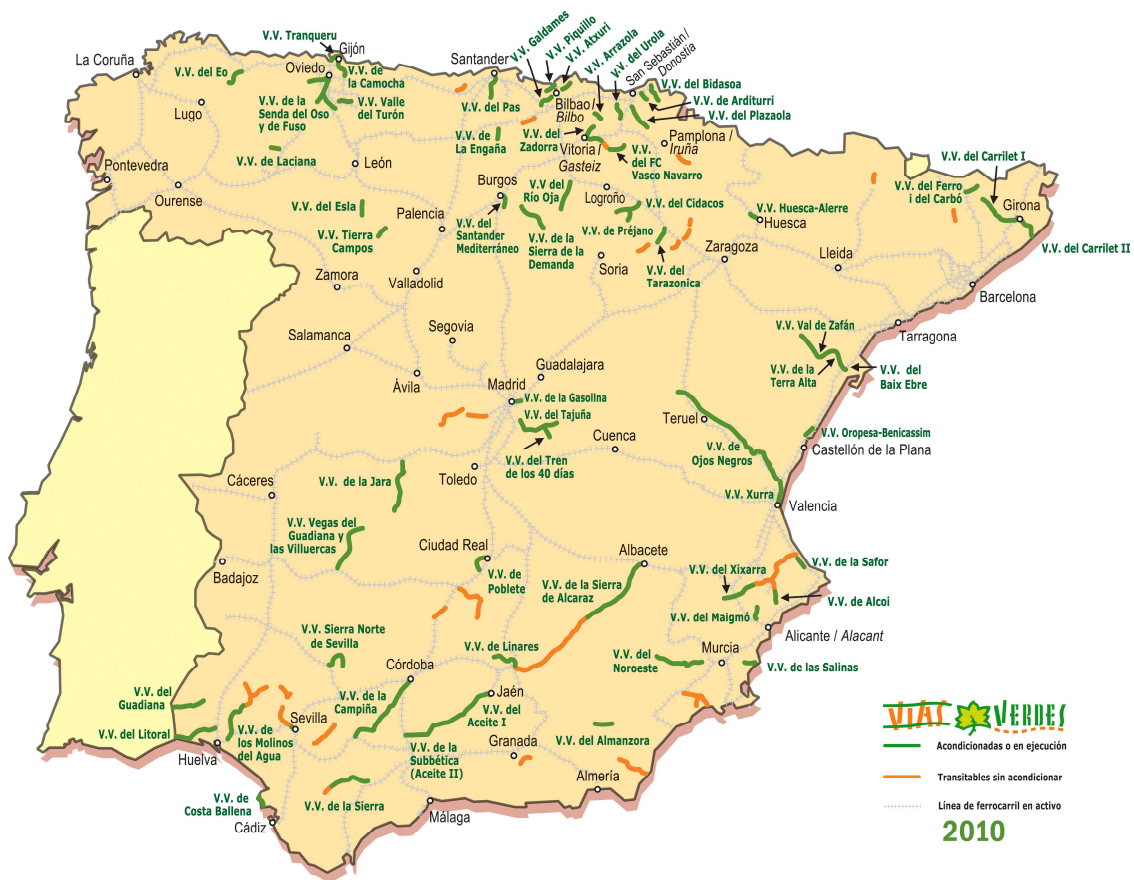 V.V. Tranqueru
Gijón
La Coruña
V.V. del Eo
Oviedo
V.V. de
la Camocha
Lugo
V.V. de la
Senda del Oso
y de Fuso
V.V. Valle
del Turón
V.V. de Laciana
León
Pontevedra
Ourense
Santander
V.V. Galdames
V.V. Piquillo
V.V. Atxuri
V.V. Arrazola
V.V. del Urola
San Sebastián /
Donostia
V.V. del Bidasoa
V.V. de Arditurri
V.V. del Plazaola
V.V. del Pas
Bilbao /
Bilbo
V.V. de
La Engaña
V.V. del
Zadorra
Vitoria /
Gasteiz
V.V.
del FC
Vasco Navarro
Pamplona /
Iruña
Burgos
V.V del
Río Oja
Logroño
V.V. del Cidacos
V.V. del Esla
Palencia
V.V. Tierra
Campos
V.V. del
Santander
Mediterráneo
V.V. de la
Sierra de la
Demanda
V.V. de Préjano
V.V. del
Tarazonica
Soria
Zaragoza
V.V. Huesca-Alerre
Huesca
Lleida
V.V. del Carrilet I
V.V. del Ferro
i del Carbó
Girona
V.V. del Carrilet II
Barcelona
Tarragona
Zamora
Valladolid
Salamanca
Segovia
Ávila
Guadalajara
Madrid
V.V. de la Gasolina
V.V. del Tajuña
V.V. del Tren
de los 40 días
V.V. Val de Zafán
V.V. de la
Terra Alta
V.V. del
Baix Ebre
Teruel
Cuenca
V.V. de
Ojos Negros
V.V. Oropesa-Benicassim
Castellón de la Plana
V.V. Xurra
Valencia
Toledo
Cáceres
V.V. de la Jara
V.V. Vegas del
Guadiana y
las Villuercas
Badajoz
Ciudad Real
V.V. de
Poblete
Albacete
V.V. de la Sierra
de Alcaraz
V.V. del Xixarra
V.V. de la Safor
V.V. de Alcoi
V.V. del Maigmó
Alicante / Alacant
V.V. Sierra Norte
de Sevilla
Córdoba
V.V. de Linares
V.V. del
Noroeste
Murcia
V.V. de las Salinas
V.V. del
Guadiana
V.V. del Litoral
Huelva
V.V. de
los Molinos
del Agua
Sevilla
V.V. de la
Campiña
Jaén
V.V. del
Aceite I
V.V. de la
Subbética
(Aceite II)
Granada
V.V. del Almanzora
Almería
V.V. de
Costa Ballena
Cádiz
V.V. de la Sierra
Málaga
VIAS VERDES
Acondicionadas o en ejecución
Transitables sin acondicionar
Línea de ferrocarril en activo
2010